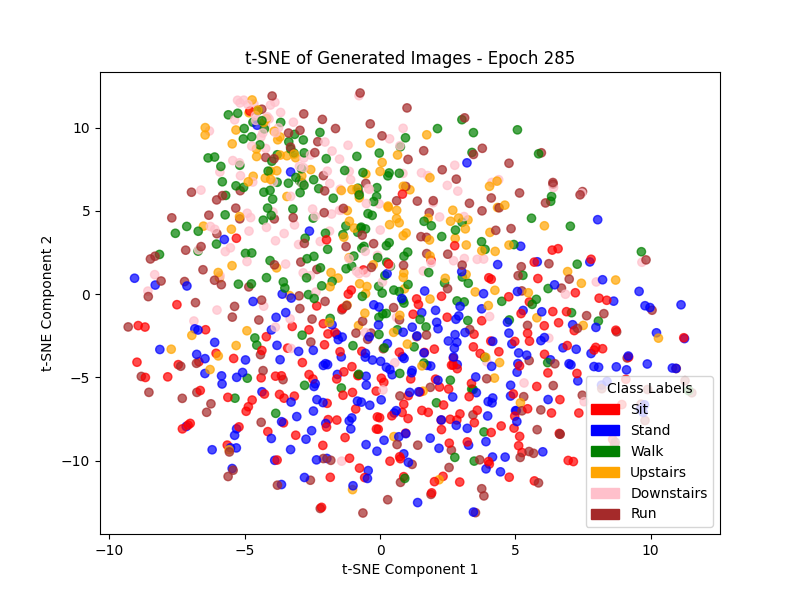 t-SNE of Generated Images - Epoch 285
t-SNE Component 2
10
5
0
−5
−10
−10
−5
0
5
10
t-SNE Component 1
Class Labels
Sit
Stand
Walk
Upstairs
Downstairs
Run